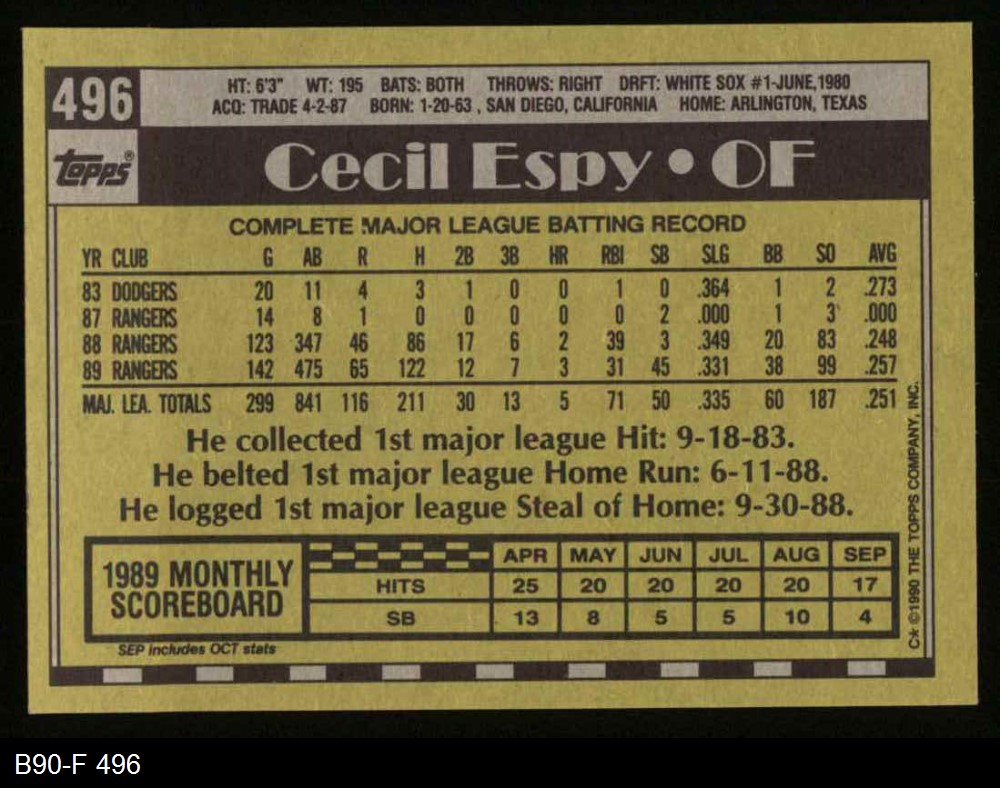 496
HT: 6'3" WT: 195 BATS: BOTH THROWS: RIGHT DRFT: WHITE SOX #1-JUNE, 1980
ACQ: TRADE 4-2-87 BORN: 1-20-63 , SAN DIEGO, CALIFORNIA HOME: ARLINGTON, TEXAS
Topps®
Cecil Espy • OF
COMPLETE MAJOR LEAGUE BATTING RECORD
YR CLUB G AB R H 2B 3B HR RBI SB SLG BB SO AVG
83 DODGERS 20 11 4 3 1 0 0 1 0 .364 1 2 .273
87 RANGERS 14 8 1 0 0 0 0 0 2 .000 1 3 .000
88 RANGERS 123 347 46 86 17 6 2 39 3 .349 20 83 .248
89 RANGERS 142 475 65 122 12 7 3 31 45 .331 38 99 .257
MAJ. LEA. TOTALS 299 841 116 211 30 13 5 71 50 .335 60 187 .251
He collected 1st major league Hit: 9-18-83.
He belted 1st major league Home Run: 6-11-88.
He logged 1st major league Steal of Home: 9-30-88.
1989 MONTHLY
SCOREBOARD
APR MAY JUN JUL AUG SEP
HITS 25 20 20 20 20 17
SB 13 8 5 5 10 4
SEP includes OCT stats
C* ©1990 THE TOPPS COMPANY, INC.
B90-F 496